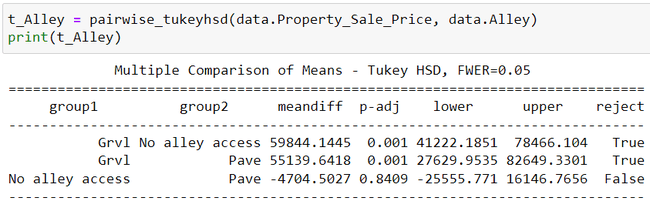 t_Alley = pairwise_tukeyhsd(data.Property_Sale_Price, data.Alley)
print(t_Alley)
Multiple Comparison of Means - Tukey HSD, FWER=0.05
=====================================================================
group1 group2 meandiff p-adj lower upper reject
---------------------------------------------------------------------
Grvl No alley access 59844.1445 0.001 41222.1851 78466.104 True
Grvl Pave 55139.6418 0.001 27629.9535 82649.3301 True
No alley access Pave -4704.5027 0.8409 -25555.771 16146.7656 False
---------------------------------------------------------------------